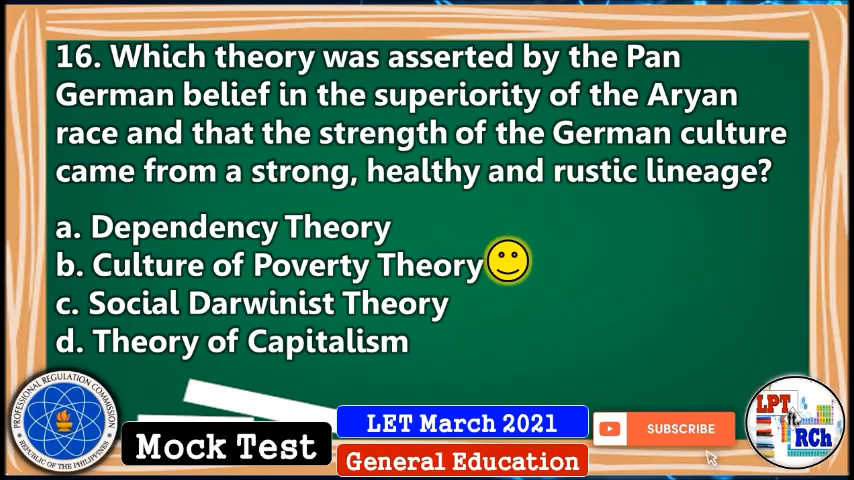 16. Which theory was asserted by the Pan
German belief in the superiority of the Aryan
race and that the strength of the German culture
came from a strong, healthy and rustic lineage?
a. Dependency Theory
b. Culture of Poverty Theory
c. Social Darwinist Theory
d. Theory of Capitalism
PROFESSIONAL REGULATION COMMISSION
REPUBLIC OF THE PHILIPPINES
Mock Test
LET March 2021
General Education
SUBSCRIBE
LPT
ft.
RCh